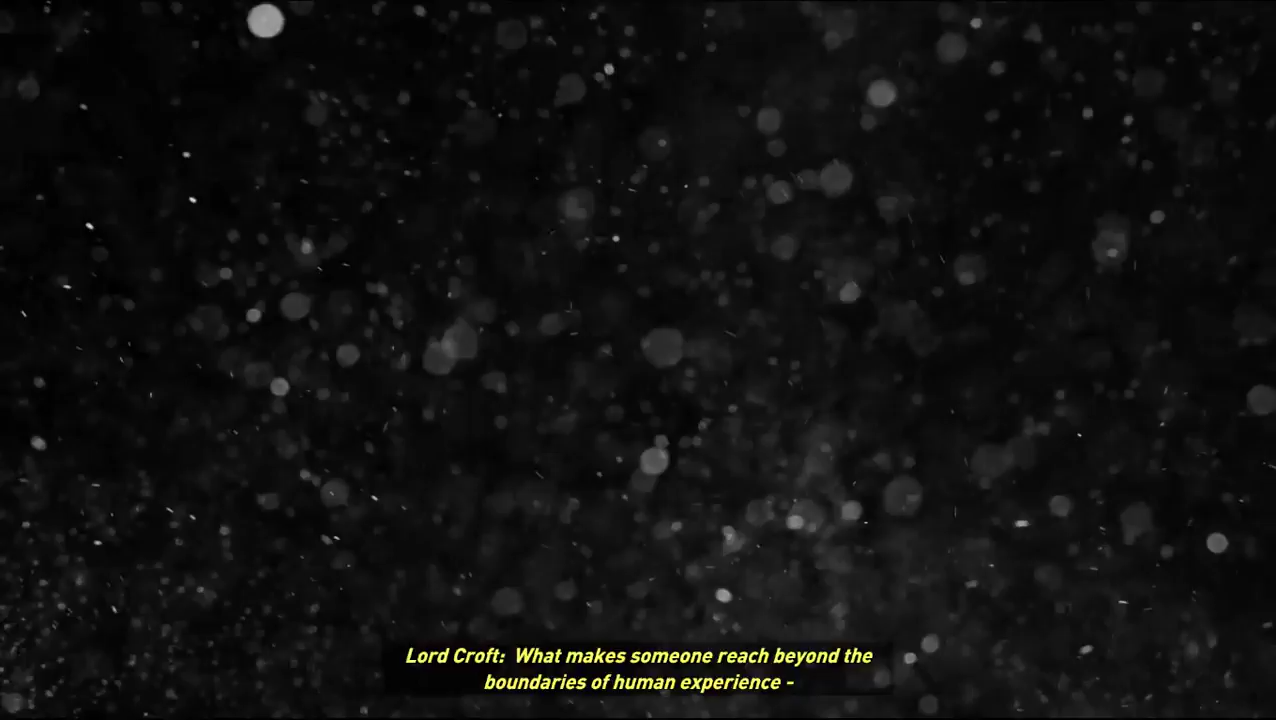 Lord Croft: What makes someone reach beyond the
boundaries of human experience -